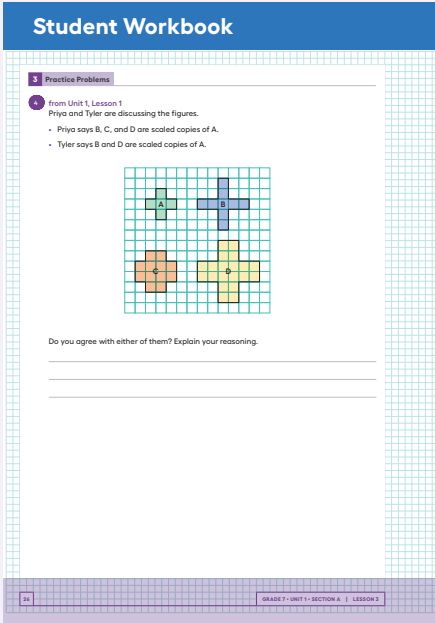 Student Workbook
3 Practice Problems
4 from Unit 1, Lesson 1
Priya and Tyler are discussing the figures.
• Priya says B, C, and D are scaled copies of A.
• Tyler says B and D are scaled copies of A.
A
B
C
D
Do you agree with either of them? Explain your reasoning.
26
GRADE 7 • UNIT 1 • SECTION A | LESSON 3